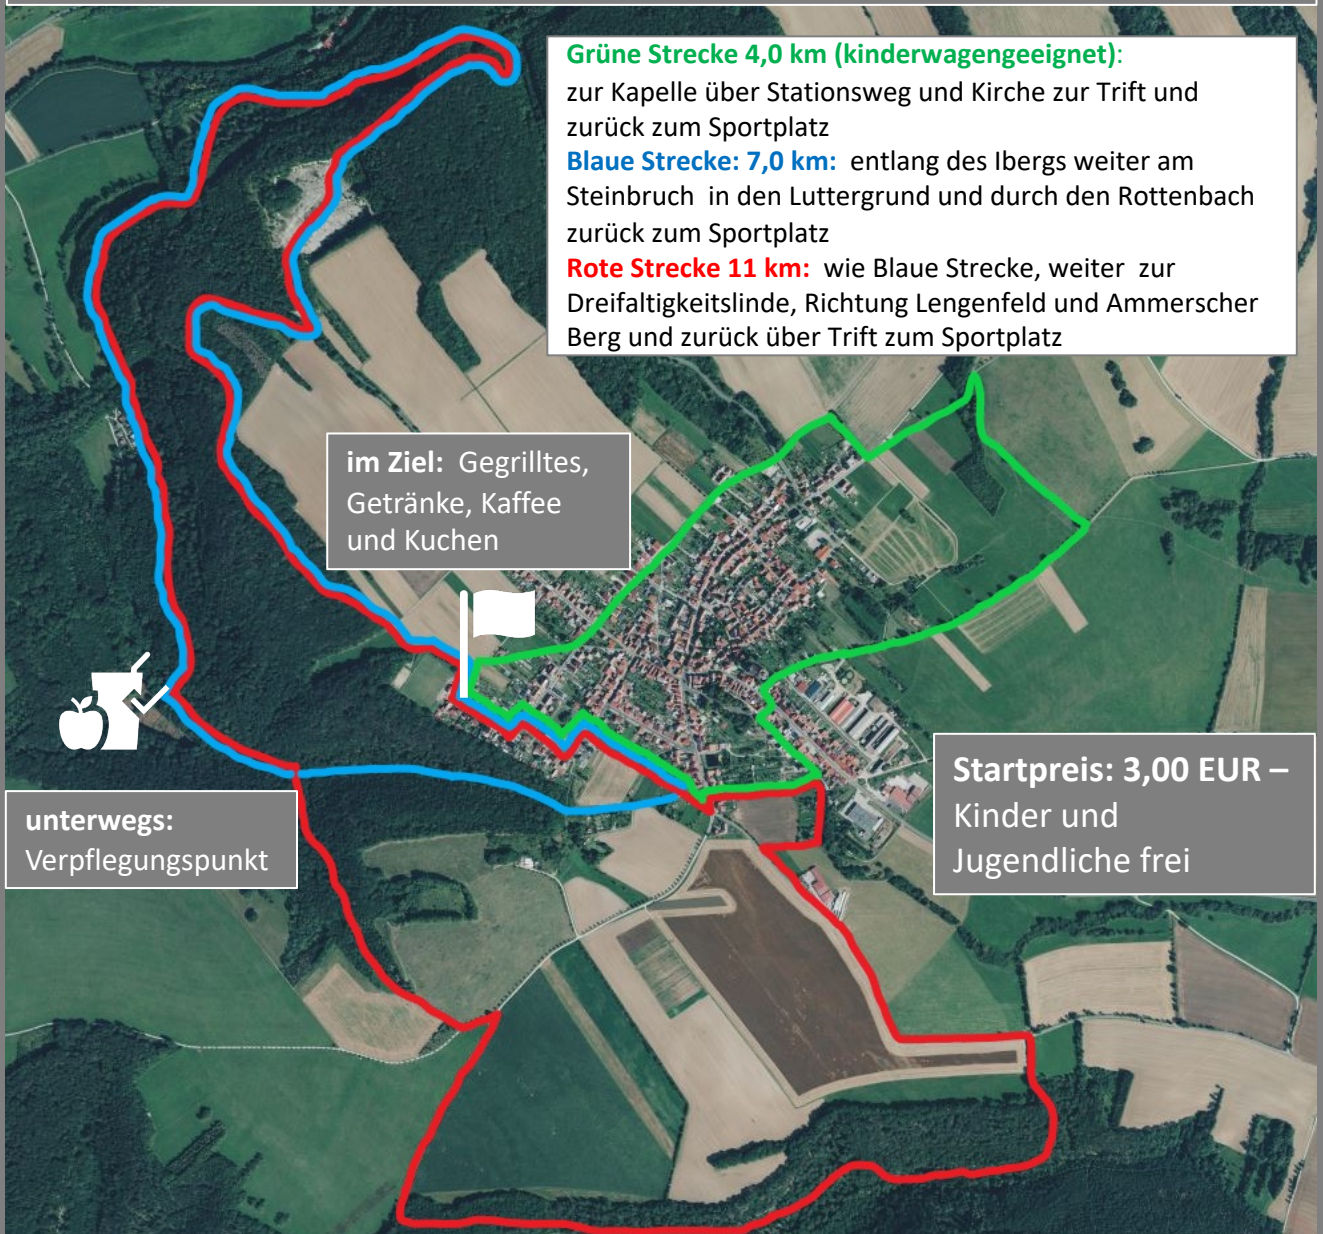 Grüne Strecke 4,0 km (kinderwagengeeignet):
zur Kapelle über Stationsweg und Kirche zur Trift und
zurück zum Sportplatz
Blaue Strecke: 7,0 km: entlang des Ibergs weiter am
Steinbruch in den Luttergrund und durch den Rottenbach
zurück zum Sportplatz
Rote Strecke 11 km: wie Blaue Strecke, weiter zur
Dreifaltigkeitslinde, Richtung Lengenfeld und Ammerscher
Berg und zurück über Trift zum Sportplatz
im Ziel: Gegrilltes,
Getränke, Kaffee
und Kuchen
unterwegs:
Verpflegungspunkt
Startpreis: 3,00 EUR –
Kinder und
Jugendliche frei